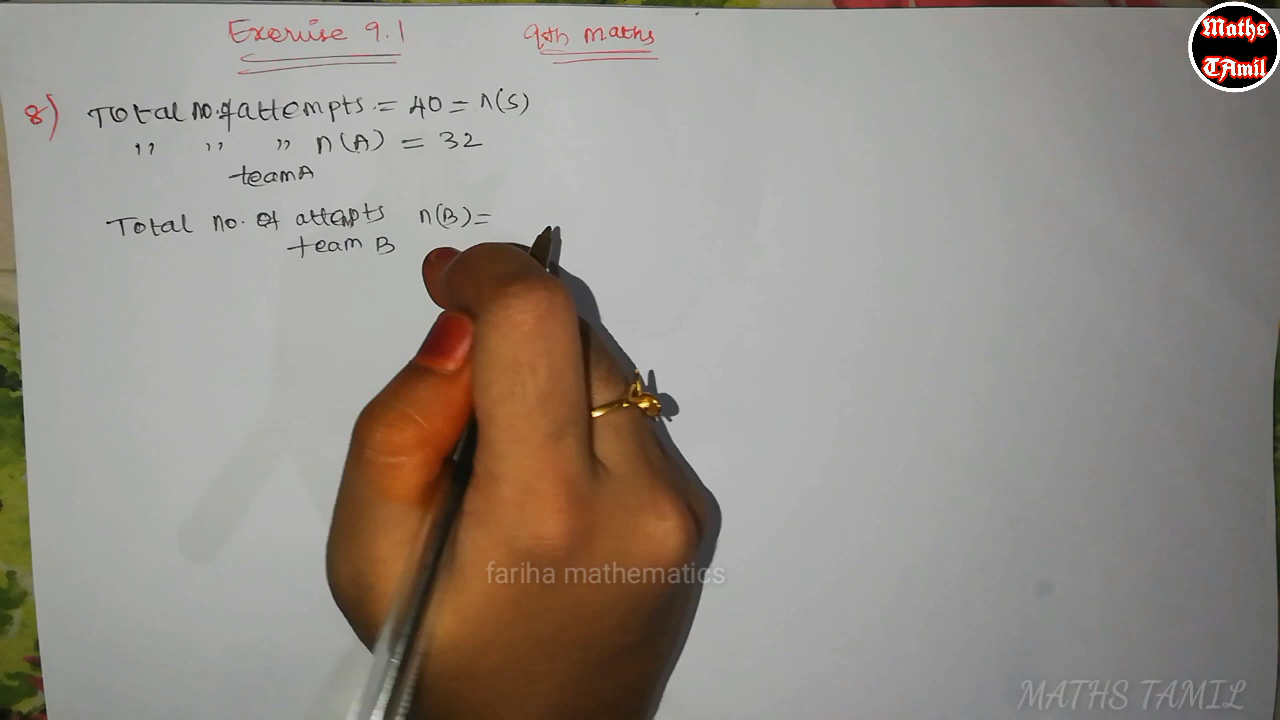 Exercise 9.1 9th maths
Maths
TAmil
8) Total no. of attempts = 40 = n(S)
,, ,, ,, n(A) = 32
team A
Total no. of attepts n(B) =
team B
fariha mathematics
MATHS TAMIL